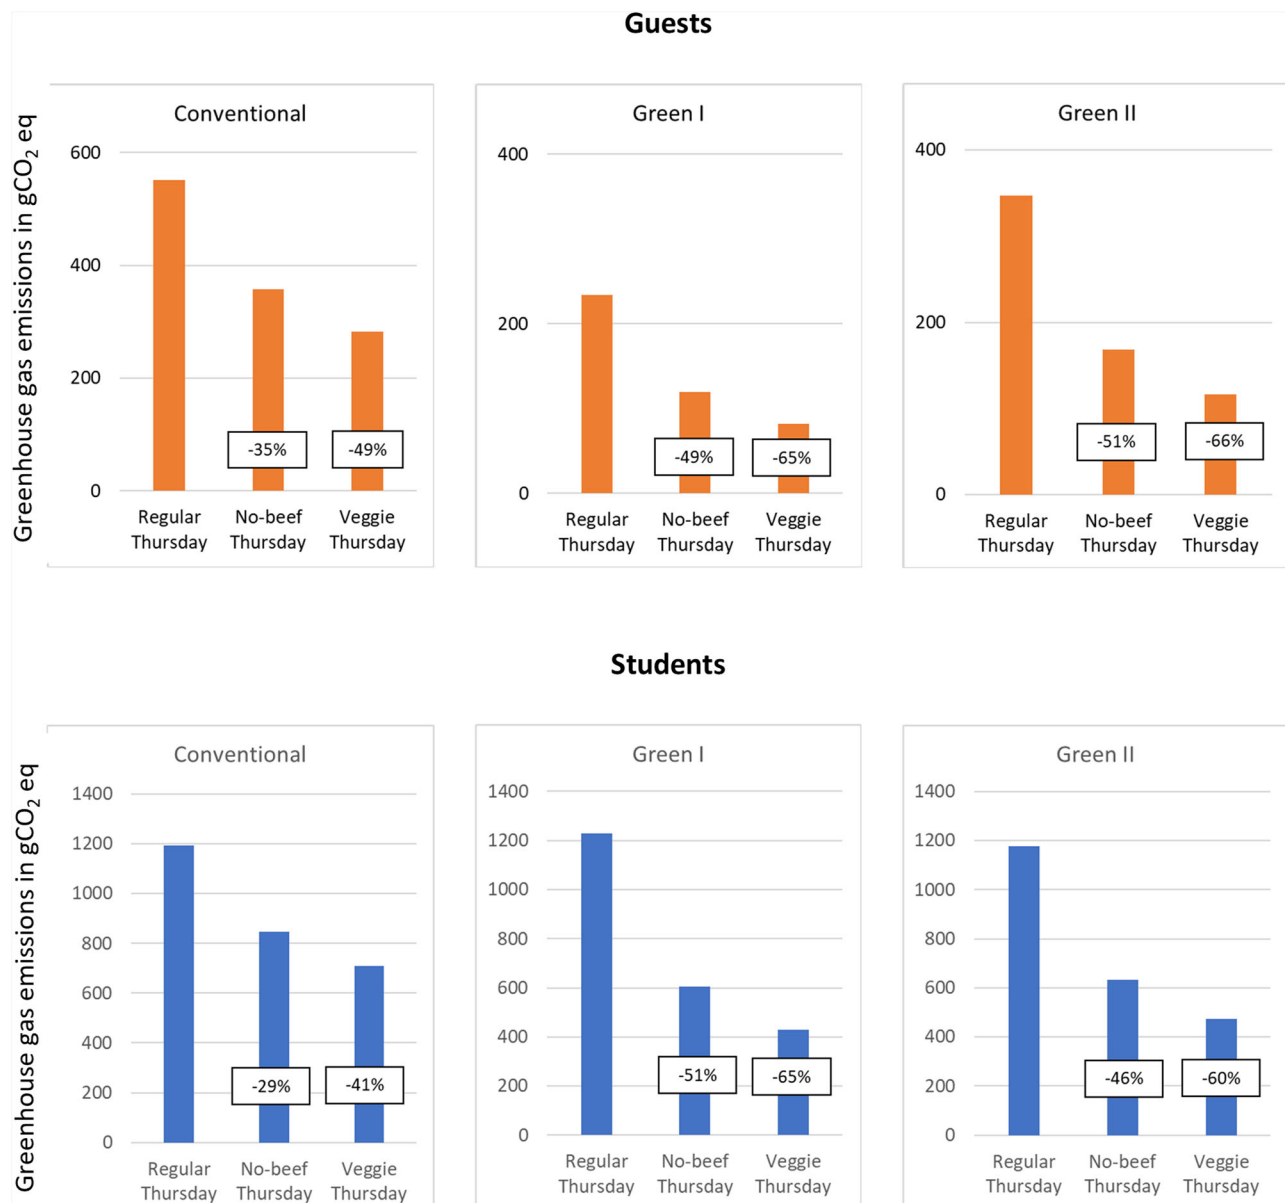 Guests
Greenhouse gas emissions in gCO₂ eq
Conventional
600
400
200
0
-35%
-49%
Regular Thursday
No-beef Thursday
Veggie Thursday
Green I
400
200
0
-49%
-65%
Regular Thursday
No-beef Thursday
Veggie Thursday
Green II
400
200
0
-51%
-66%
Regular Thursday
No-beef Thursday
Veggie Thursday
Students
Greenhouse gas emissions in gCO₂ eq
Conventional
1400
1200
1000
800
600
400
200
0
-29%
-41%
Regular Thursday
No-beef Thursday
Veggie Thursday
Green I
1400
1200
1000
800
600
400
200
0
-51%
-65%
Regular Thursday
No-beef Thursday
Veggie Thursday
Green II
1400
1200
1000
800
600
400
200
0
-46%
-60%
Regular Thursday
No-beef Thursday
Veggie Thursday